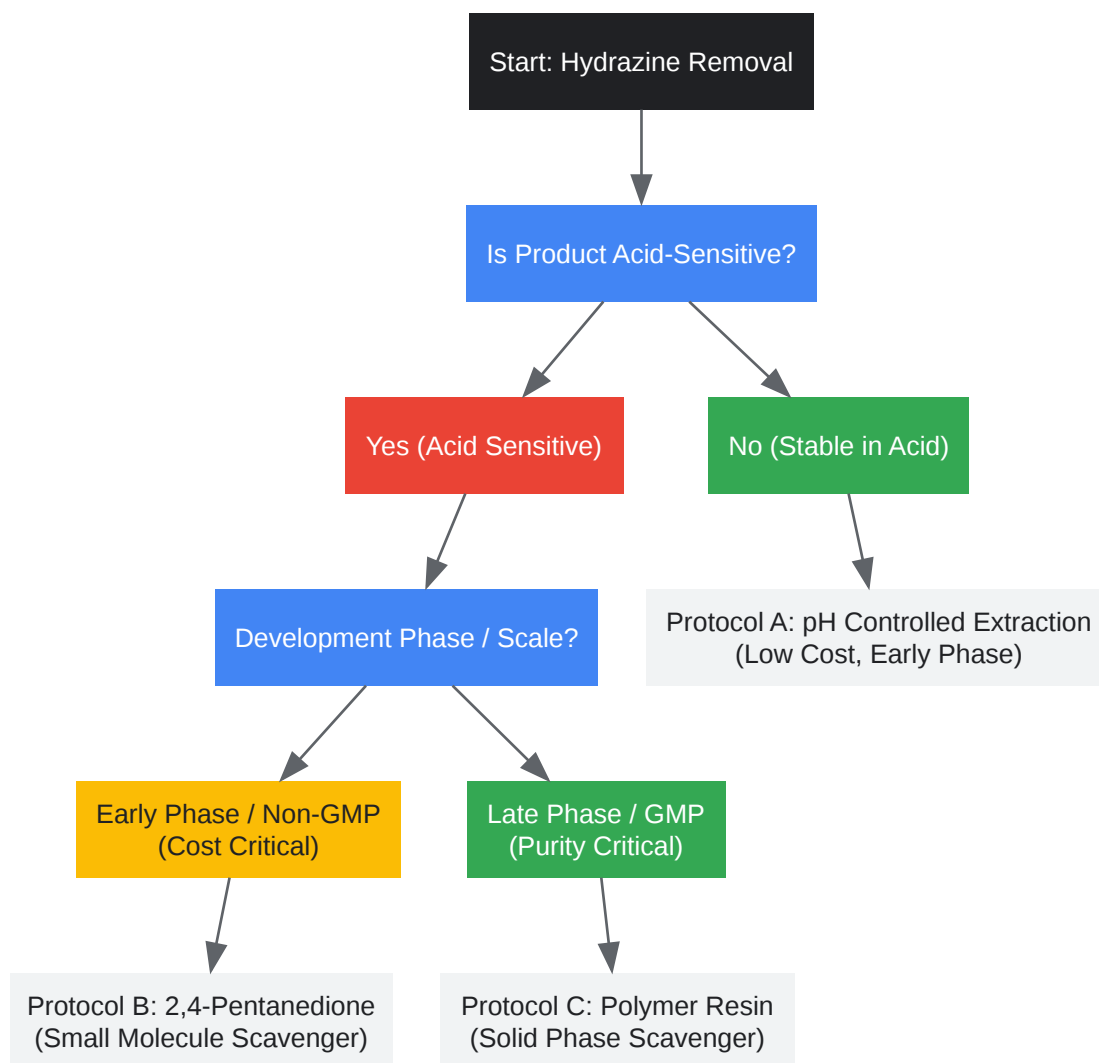 Start: Hydrazine Removal
Is Product Acid-Sensitive?
Yes (Acid Sensitive)
No (Stable in Acid)
Development Phase / Scale?
Protocol A: pH Controlled Extraction
(Low Cost, Early Phase)
Early Phase / Non-GMP
(Cost Critical)
Late Phase / GMP
(Purity Critical)
Protocol B: 2,4-Pentanedione
(Small Molecule Scavenger)
Protocol C: Polymer Resin
(Solid Phase Scavenger)